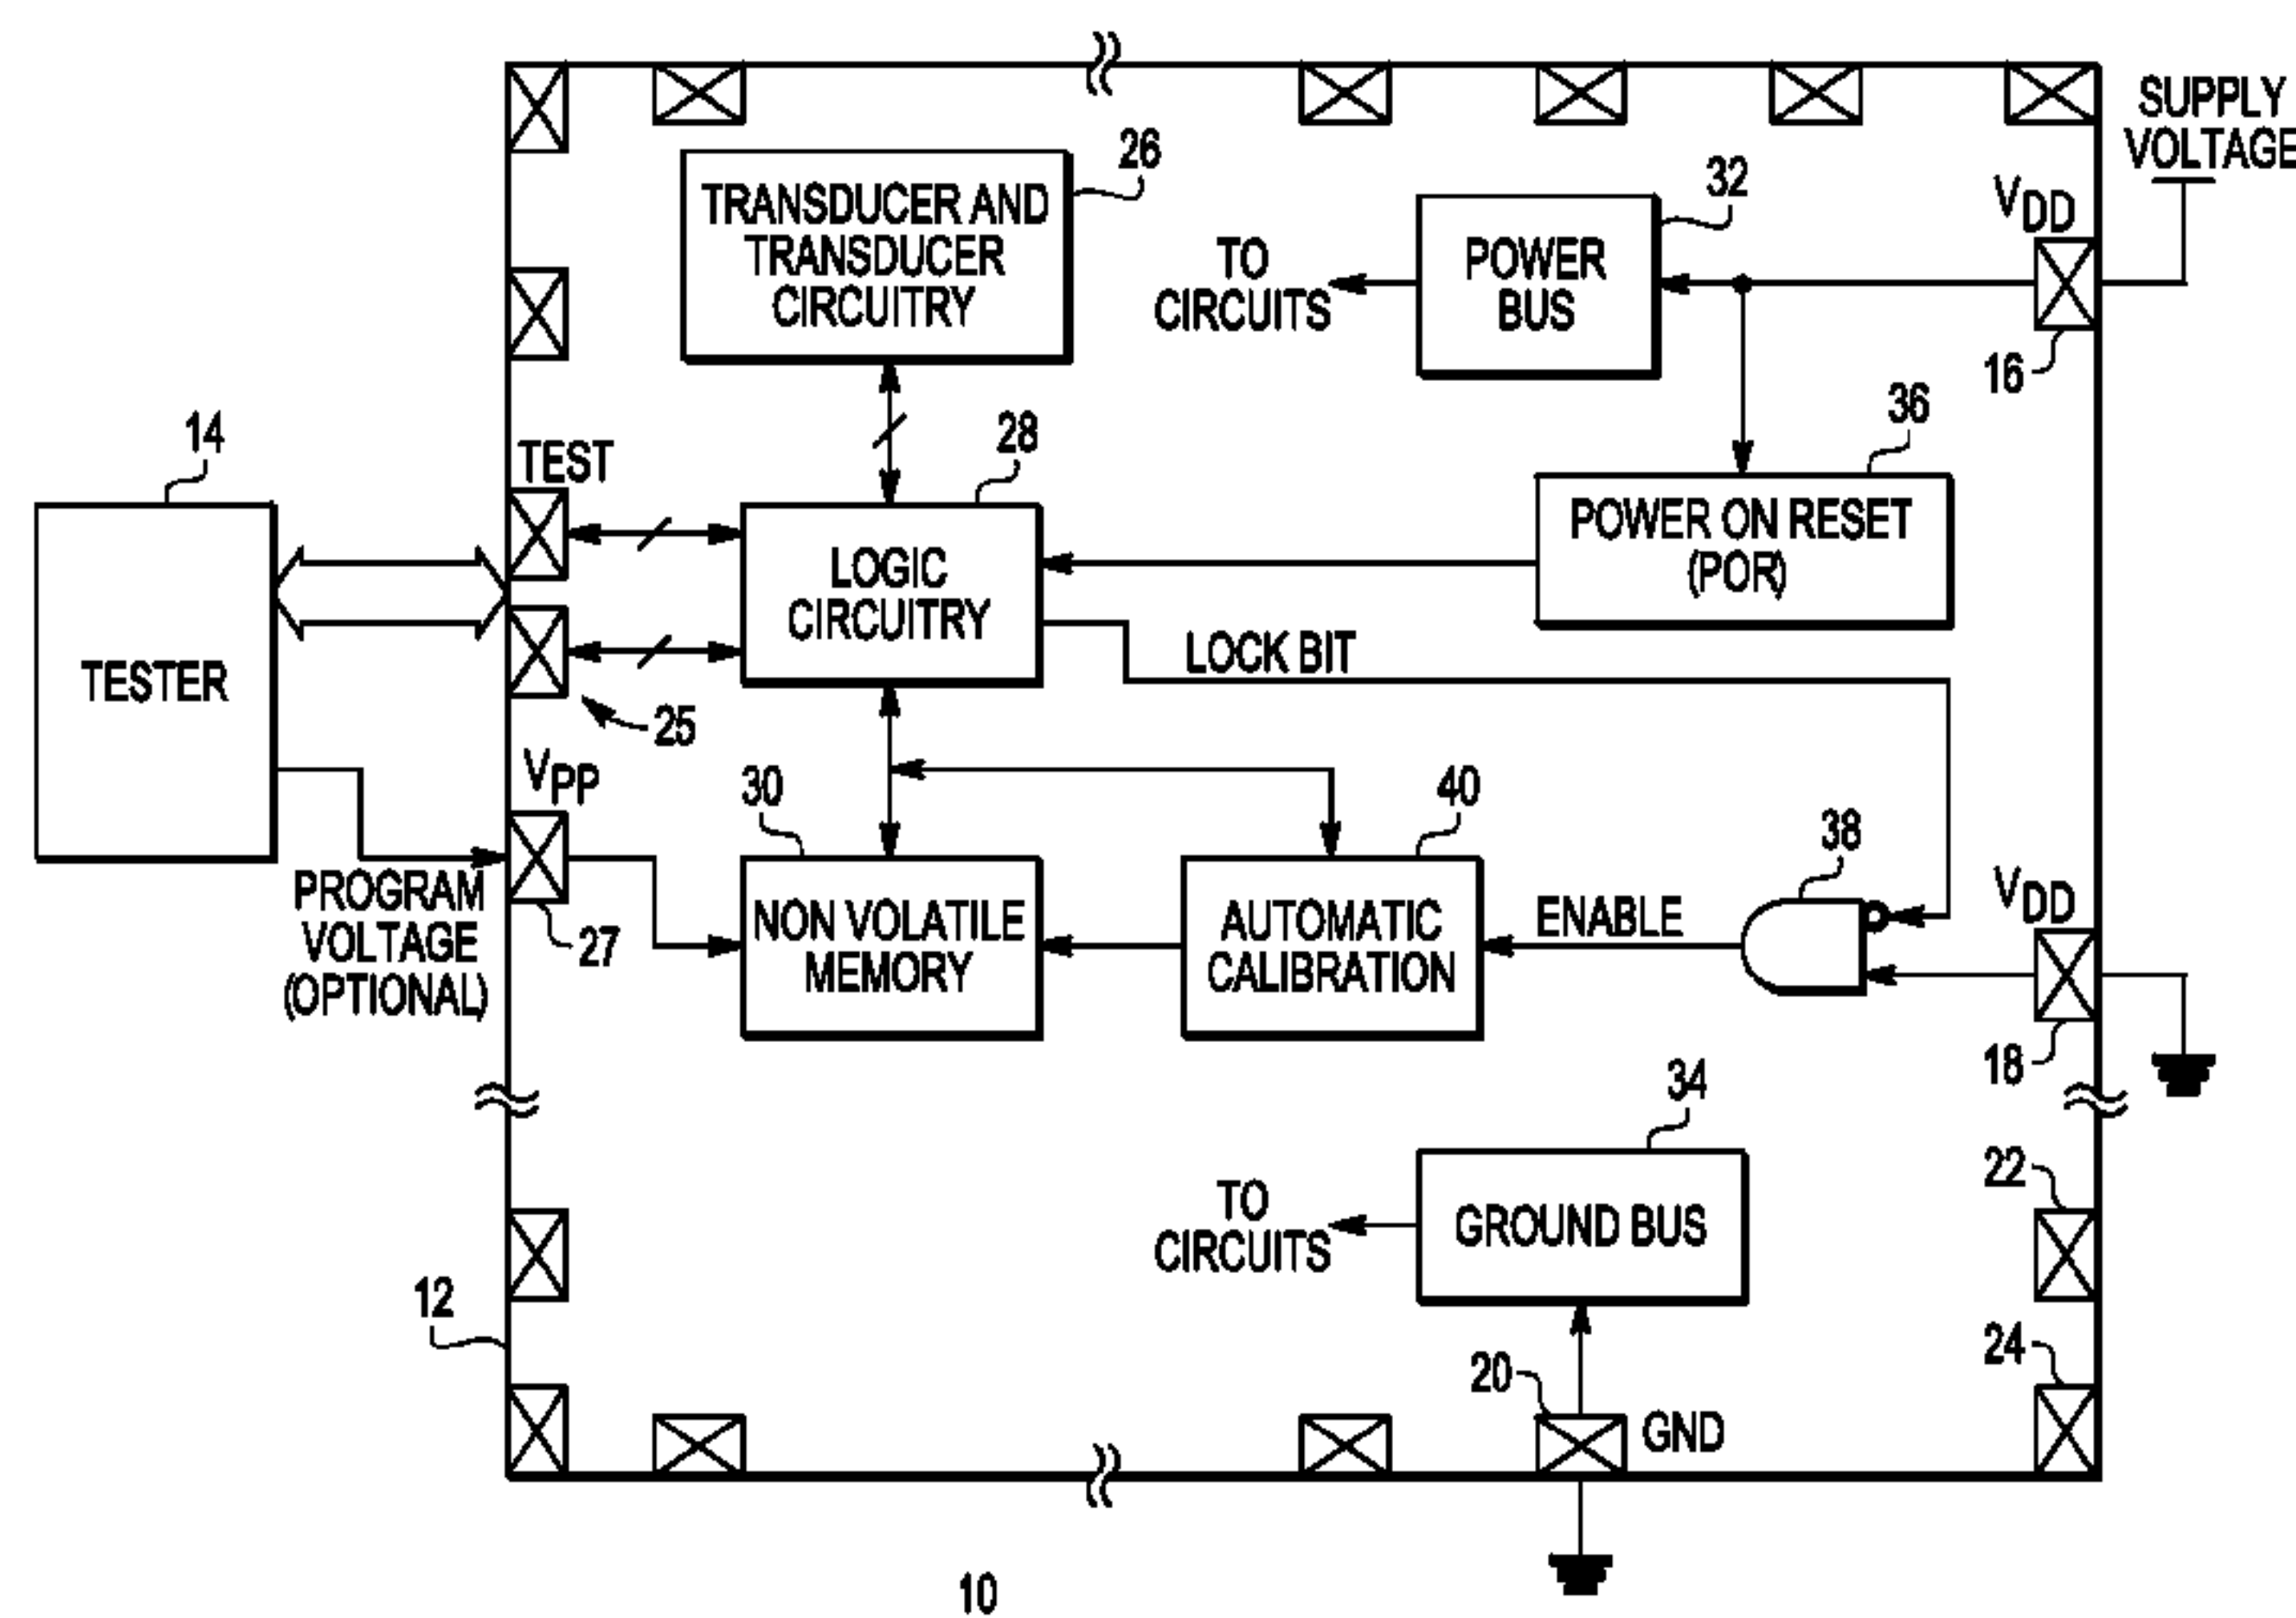 SUPPLY
VOLTAGE
26
32
TRANSDUCER AND
TRANSDUCER
CIRCUITRY
VDD
TO
CIRCUITS
POWER
BUS
16
36
14
28
TEST
POWER ON RESET
(POR)
LOGIC
CIRCUITRY
LOCK BIT
TESTER
25
VPP
30
40
38
PROGRAM
VOLTAGE
(OPTIONAL)
27
NON VOLATILE
MEMORY
AUTOMATIC
CALIBRATION
ENABLE
VDD
18
34
22
TO
CIRCUITS
GROUND BUS
12
24
20
GND
10